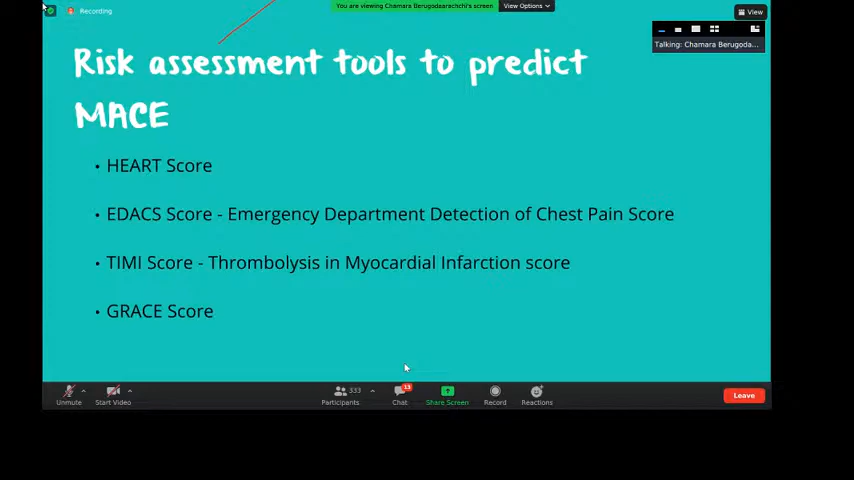 Recording
You are viewing Chamara Berugodaarachchi's screen
View Options
View
Talking: Chamara Berugoda...
Risk assessment tools to predict
MACE
• HEART Score
• EDACS Score - Emergency Department Detection of Chest Pain Score
• TIMI Score - Thrombolysis in Myocardial Infarction score
• GRACE Score
333
13
Unmute
Start Video
Participants
Chat
Share Screen
Record
Reactions
Leave